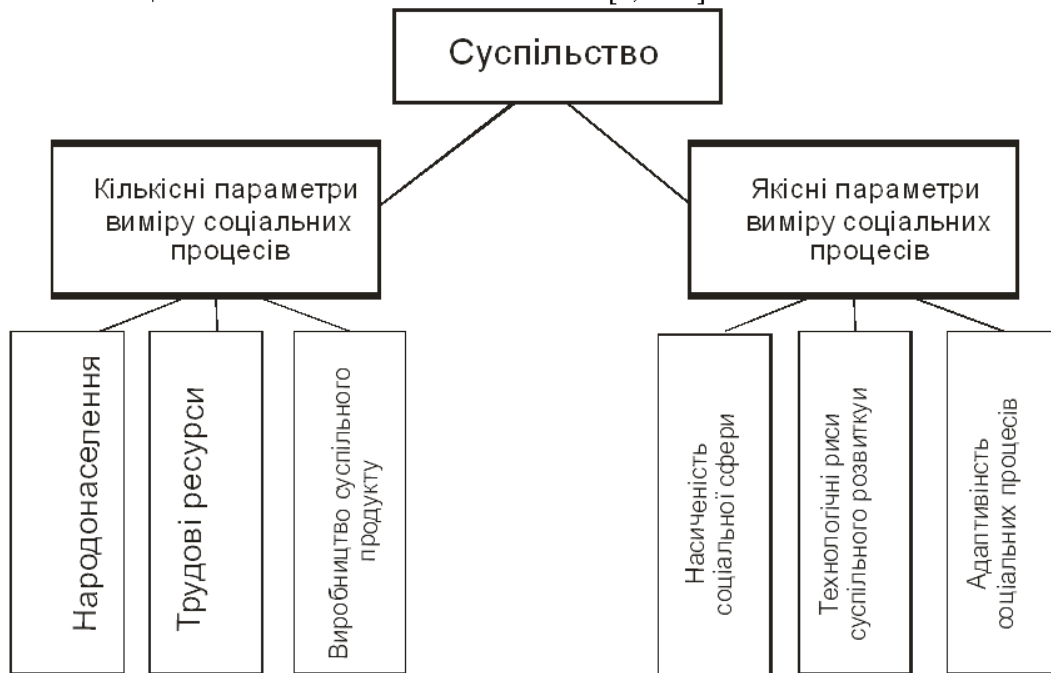 Суспільство
Кількісні параметри
виміру соціальних
процесів
Якісні параметри
виміру соціальних
процесів
Народонаселення
Трудові ресурси
Виробництво суспільного
продукту
Насиченість
соціальної сфери
Технологічні риси
суспільного розвиткуи
Адаптивінсть
соціальних процесів